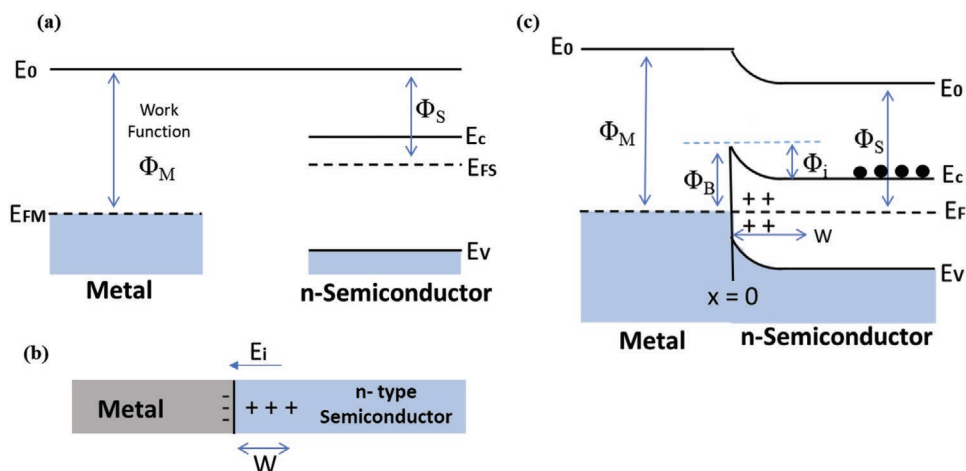 (a)
E0
Work
Function
ΦM
ΦS
Ec
EFS
EFM
Ev
Metal
n-Semiconductor
(b)
Ei
Metal
- - -
+ + +
n- type
Semiconductor
W
(c)
E0
E0
ΦM
ΦS
ΦB
Φi
Ec
EF
+ +
+ +
W
Ev
x = 0
Metal
n-Semiconductor